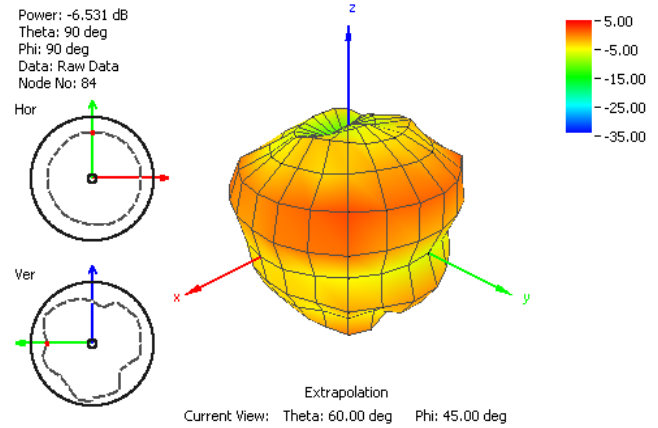 Power: -6.531 dB
Theta: 90 deg
Phi: 90 deg
Data: Raw Data
Node No: 84
Hor
Ver
z
x
y
5.00
-5.00
-15.00
-25.00
-35.00
Extrapolation
Current View: Theta: 60.00 deg Phi: 45.00 deg